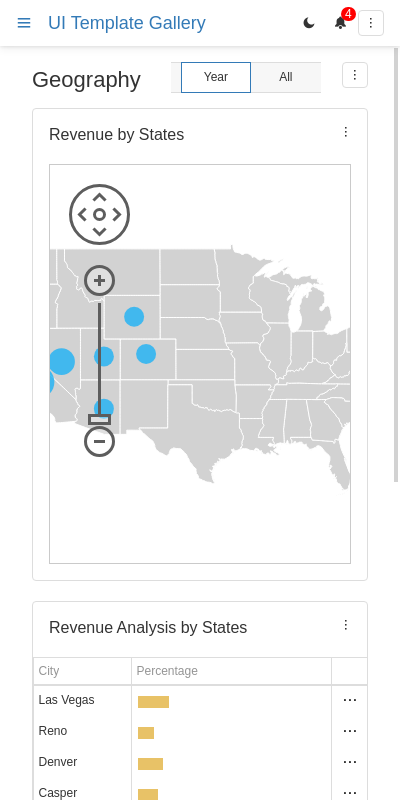 UI Template Gallery
4
Geography
Year
All
Revenue by States
Revenue Analysis by States
City
Percentage
Las Vegas
Reno
Denver
Casper